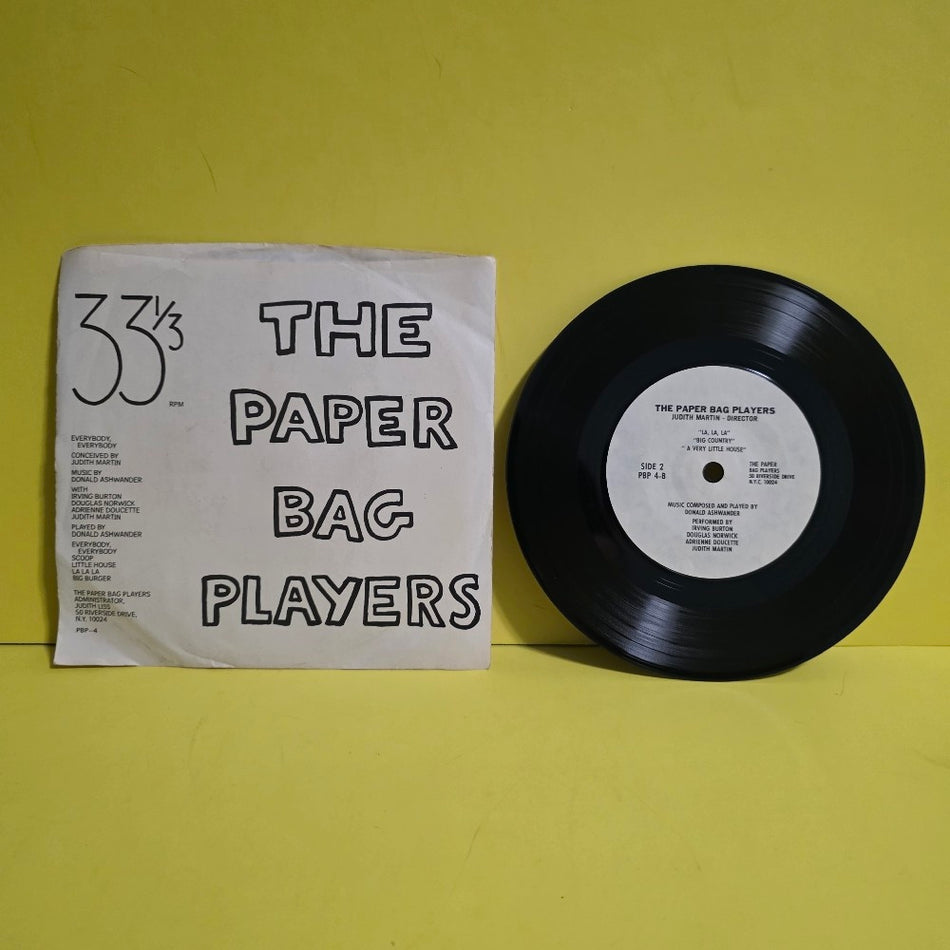 33 1/3
RPM
EVERYBODY,
EVERYBODY
CONCEIVED BY
JUDITH MARTIN
MUSIC BY
DONALD ASHWANDER
WITH
IRVING BURTON
DOUGLAS NORWICK
ADRIENNE DOUCETTE
JUDITH MARTIN
PLAYED BY
DONALD ASHWANDER
EVERYBODY,
EVERYBODY
SCOOP
LITTLE HOUSE
LA LA LA
BIG BURGER
THE PAPER BAG PLAYERS
ADMINISTRATOR,
JUDITH LISS
50 RIVERSIDE DRIVE,
N.Y. 10024
PBP-4
THE
PAPER
BAG
PLAYERS
THE PAPER BAG PLAYERS
JUDITH MARTIN - DIRECTOR
"LA, LA, LA"
"BIG COUNTRY"
" A VERY LITTLE HOUSE"
SIDE 2
PBP 4-B
THE PAPER
BAG PLAYERS
50 RIVERSIDE DRIVE
N.Y.C. 10024
MUSIC COMPOSED AND PLAYED BY
DONALD ASHWANDER
PERFORMED BY
IRVING BURTON
DOUGLAS NORWICK
ADRIENNE DOUCETTE
JUDITH MARTIN